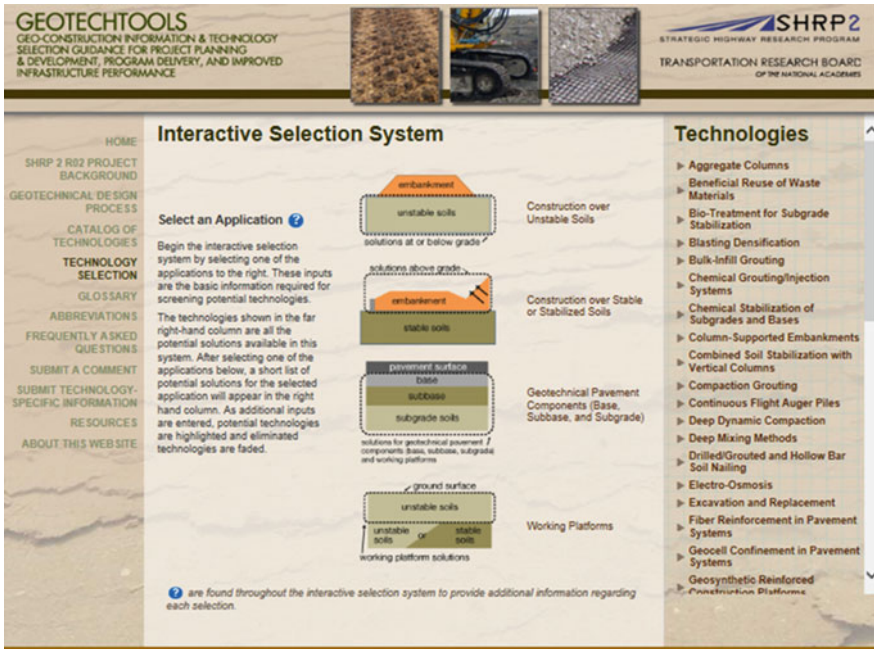 GEOTECHTOOLS
GEO-CONSTRUCTION INFORMATION & TECHNOLOGY
SELECTION GUIDANCE FOR PROJECT PLANNING
& DEVELOPMENT, PROGRAM DELIVERY, AND IMPROVED
INFRASTRUCTURE PERFORMANCE
SHRP2
STRATEGIC HIGHWAY RESEARCH PROGRAM
TRANSPORTATION RESEARCH BOARD
OF THE NATIONAL ACADEMIES
HOME
SHRP 2 R02 PROJECT
BACKGROUND
GEOTECHNICAL DESIGN
PROCESS
CATALOG OF
TECHNOLOGIES
TECHNOLOGY
SELECTION
GLOSSARY
ABBREVIATIONS
FREQUENTLY ASKED
QUESTIONS
SUBMIT A COMMENT
SUBMIT TECHNOLOGY-
SPECIFIC INFORMATION
RESOURCES
ABOUT THIS WEBSITE
Interactive Selection System
Select an Application ?
Begin the interactive selection
system by selecting one of the
applications to the right. These inputs
are the basic information required for
screening potential technologies.
The technologies shown in the far
right-hand column are all the
potential solutions available in this
system. After selecting one of the
applications below, a short list of
potential solutions for the selected
application will appear in the right
hand column. As additional inputs
are entered, potential technologies
are highlighted and eliminated
technologies are faded.
embankment
unstable soils
solutions at or below grade
Construction over
Unstable Soils
solutions above grade
embankment
stable soils
Construction over Stable
or Stabilized Soils
pavement surface
base
subbase
subgrade soils
solutions for geotechnical pavement
components (base, subbase, subgrade)
and working platforms
Geotechnical Pavement
Components (Base,
Subbase, and Subgrade)
ground surface
unstable soils
unstable
soils
or
stable
soils
working platform solutions
Working Platforms
? are found throughout the interactive selection system to provide additional information regarding
each selection.
Technologies
Aggregate Columns
Beneficial Reuse of Waste
Materials
Bio-Treatment for Subgrade
Stabilization
Blasting Densification
Bulk-Infill Grouting
Chemical Grouting/Injection
Systems
Chemical Stabilization of
Subgrades and Bases
Column-Supported Embankments
Combined Soil Stabilization with
Vertical Columns
Compaction Grouting
Continuous Flight Auger Piles
Deep Dynamic Compaction
Deep Mixing Methods
Drilled/Grouted and Hollow Bar
Soil Nailing
Electro-Osmosis
Excavation and Replacement
Fiber Reinforcement in Pavement
Systems
Geocell Confinement in Pavement
Systems
Geosynthetic Reinforced
Construction Platforms